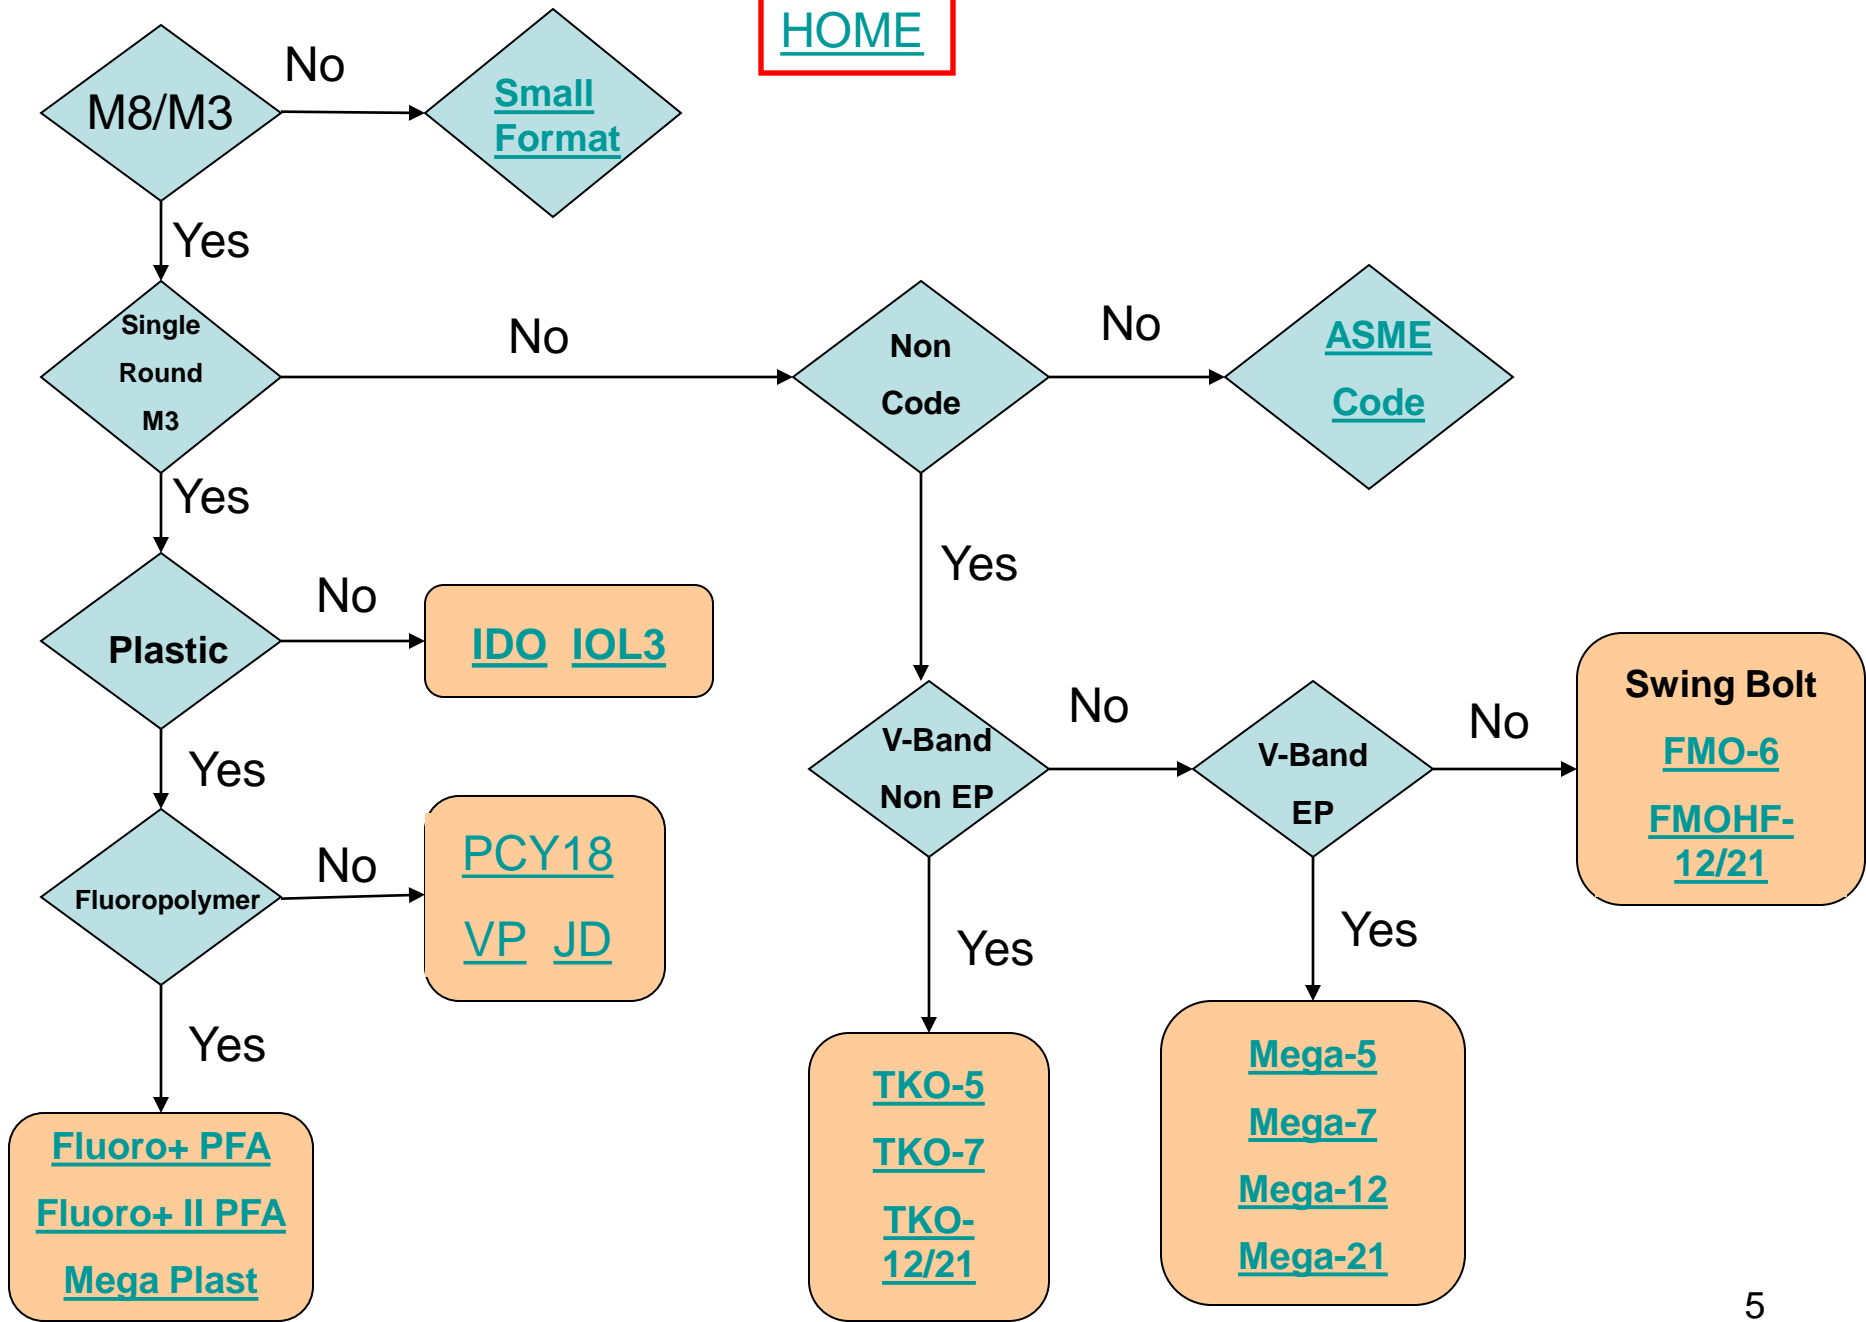 HOME
M8/M3
No
Small
Format
Yes
Single
Round
M3
No
Non
Code
No
ASME
Code
Yes
Yes
Plastic
No
IDO IOL3
V-Band
Non EP
No
V-Band
EP
No
Swing Bolt
FMO-6
FMOHF-
12/21
Yes
Fluoropolymer
No
PCY18
VP JD
Yes
Yes
Yes
Fluoro+ PFA
Fluoro+ II PFA
Mega Plast
TKO-5
TKO-7
TKO-
12/21
Mega-5
Mega-7
Mega-12
Mega-21
5